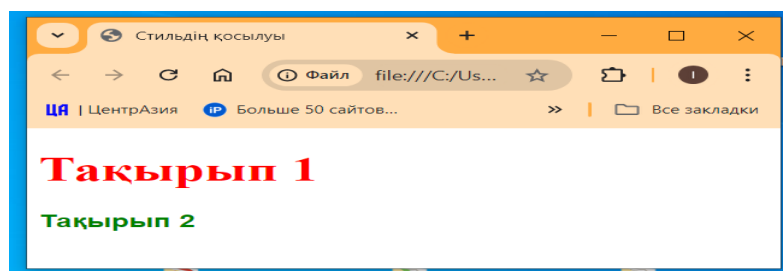 Стильдің қосылуы
Файл file:///C:/Us...
ЦА | ЦентрАзия iP Больше 50 сайтов... » Все закладки
Тақырып 1
Тақырып 2